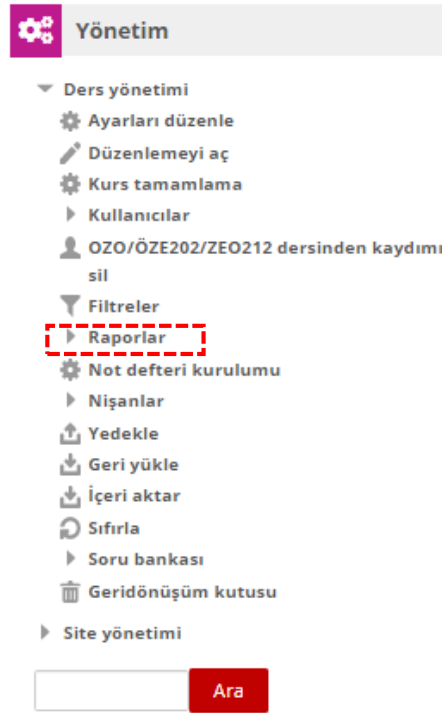 Yönetim
Ders yönetimi
Ayarları düzenle
Düzenlemeyi aç
Kurs tamamlama
Kullanıcılar
OZO/ÖZE202/ZEO212 dersinden kaydımı
sil
Filtreler
Raporlar
Not defteri kurulumu
Nişanlar
Yedekle
Geri yükle
İçeri aktar
Sıfırla
Soru bankası
Geridönüşüm kutusu
Site yönetimi
Ara